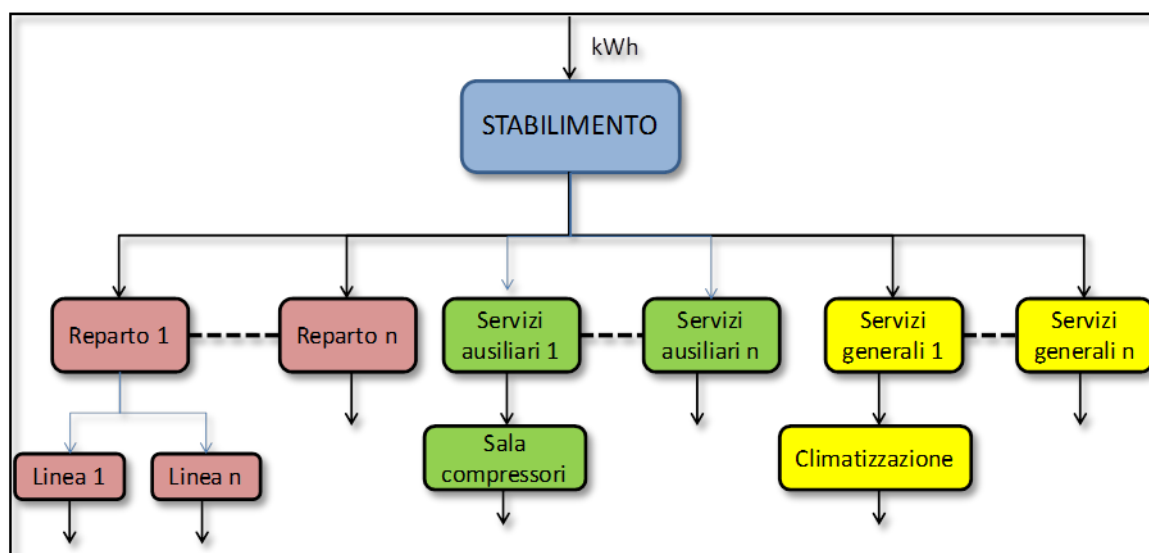 kWh
STABILIMENTO
Reparto 1
Reparto n
Servizi
ausiliari 1
Servizi
ausiliari n
Servizi
generali 1
Servizi
generali n
Linea 1
Linea n
Sala
compressori
Climatizzazione